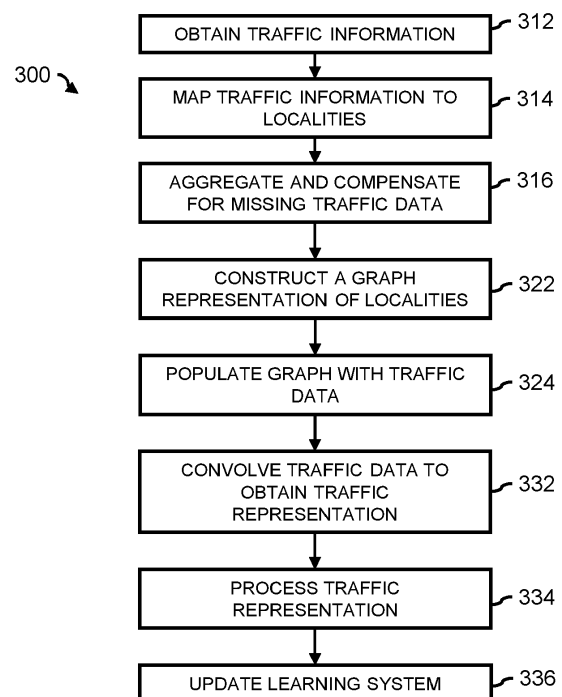 OBTAIN TRAFFIC INFORMATION
312
300
MAP TRAFFIC INFORMATION TO
LOCALITIES
314
AGGREGATE AND COMPENSATE
FOR MISSING TRAFFIC DATA
316
CONSTRUCT A GRAPH
REPRESENTATION OF LOCALITIES
322
POPULATE GRAPH WITH TRAFFIC
DATA
324
CONVOLVE TRAFFIC DATA TO
OBTAIN TRAFFIC
REPRESENTATION
332
PROCESS TRAFFIC
REPRESENTATION
334
UPDATE LEARNING SYSTEM
336